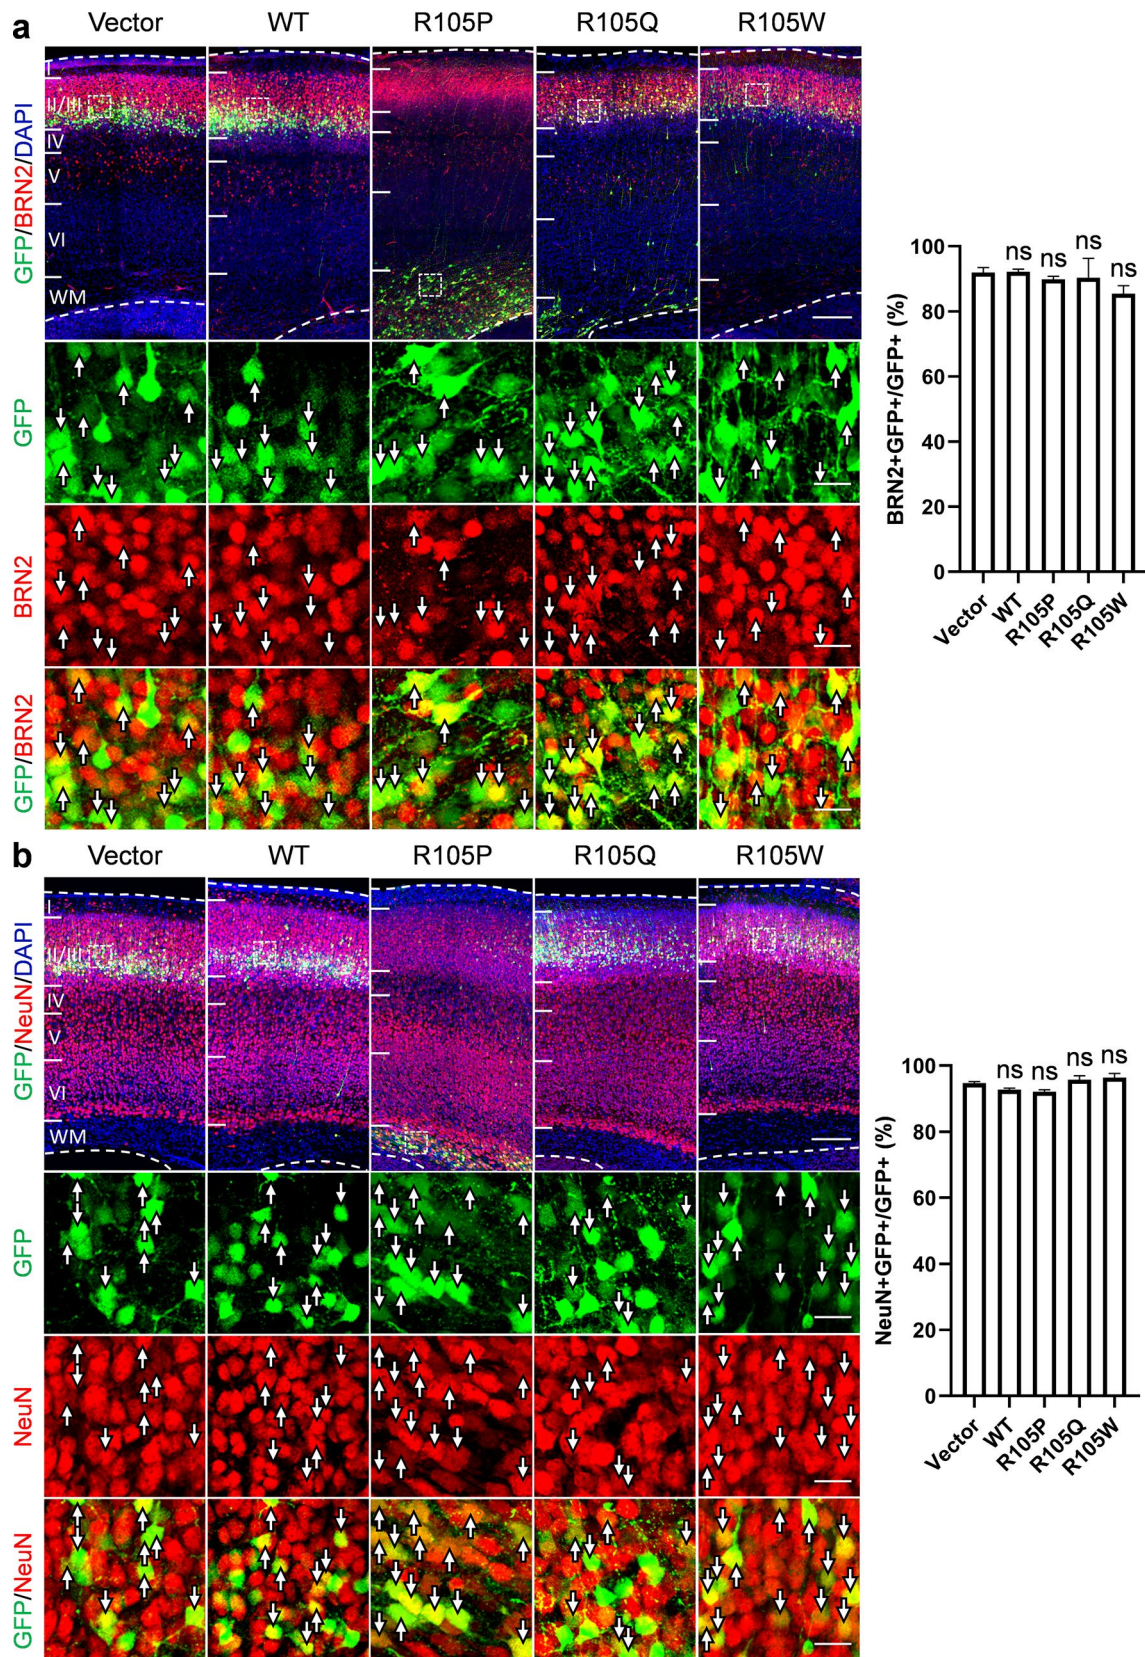 a
Vector WT R105P R105Q R105W
GFP/BRN2/DAPI
I
II/III
IV
V
VI
WM
GFP
BRN2
GFP/BRN2
BRN2+GFP+/GFP+ (%)
100
80
60
40
20
0
ns ns ns ns
Vector WT R105P R105Q R105W
b
Vector WT R105P R105Q R105W
GFP/NeuN/DAPI
I
II/III
IV
V
VI
WM
GFP
NeuN
GFP/NeuN
NeuN+GFP+/GFP+ (%)
100
80
60
40
20
0
ns ns ns ns
Vector WT R105P R105Q R105W